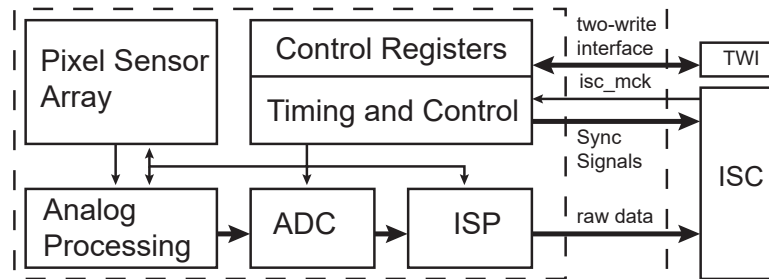 Pixel Sensor
Array
Control Registers
Timing and Control
two-write
interface
TWI
isc_mck
Sync
Signals
ISC
Analog
Processing
ADC
ISP
raw data